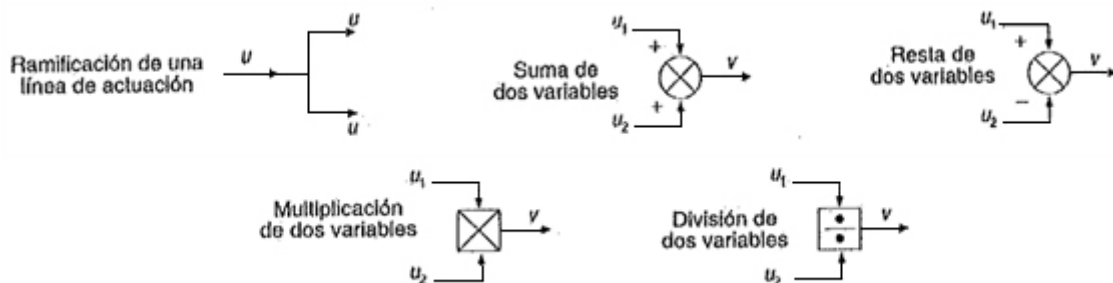 Ramificación de una
línea de actuación
u
u
u
Suma de
dos variables
u1
+
+
u2
v
Resta de
dos variables
u1
+
−
u2
v
Multiplicación
de dos variables
u1
u2
v
División de
dos variables
u1
u2
v